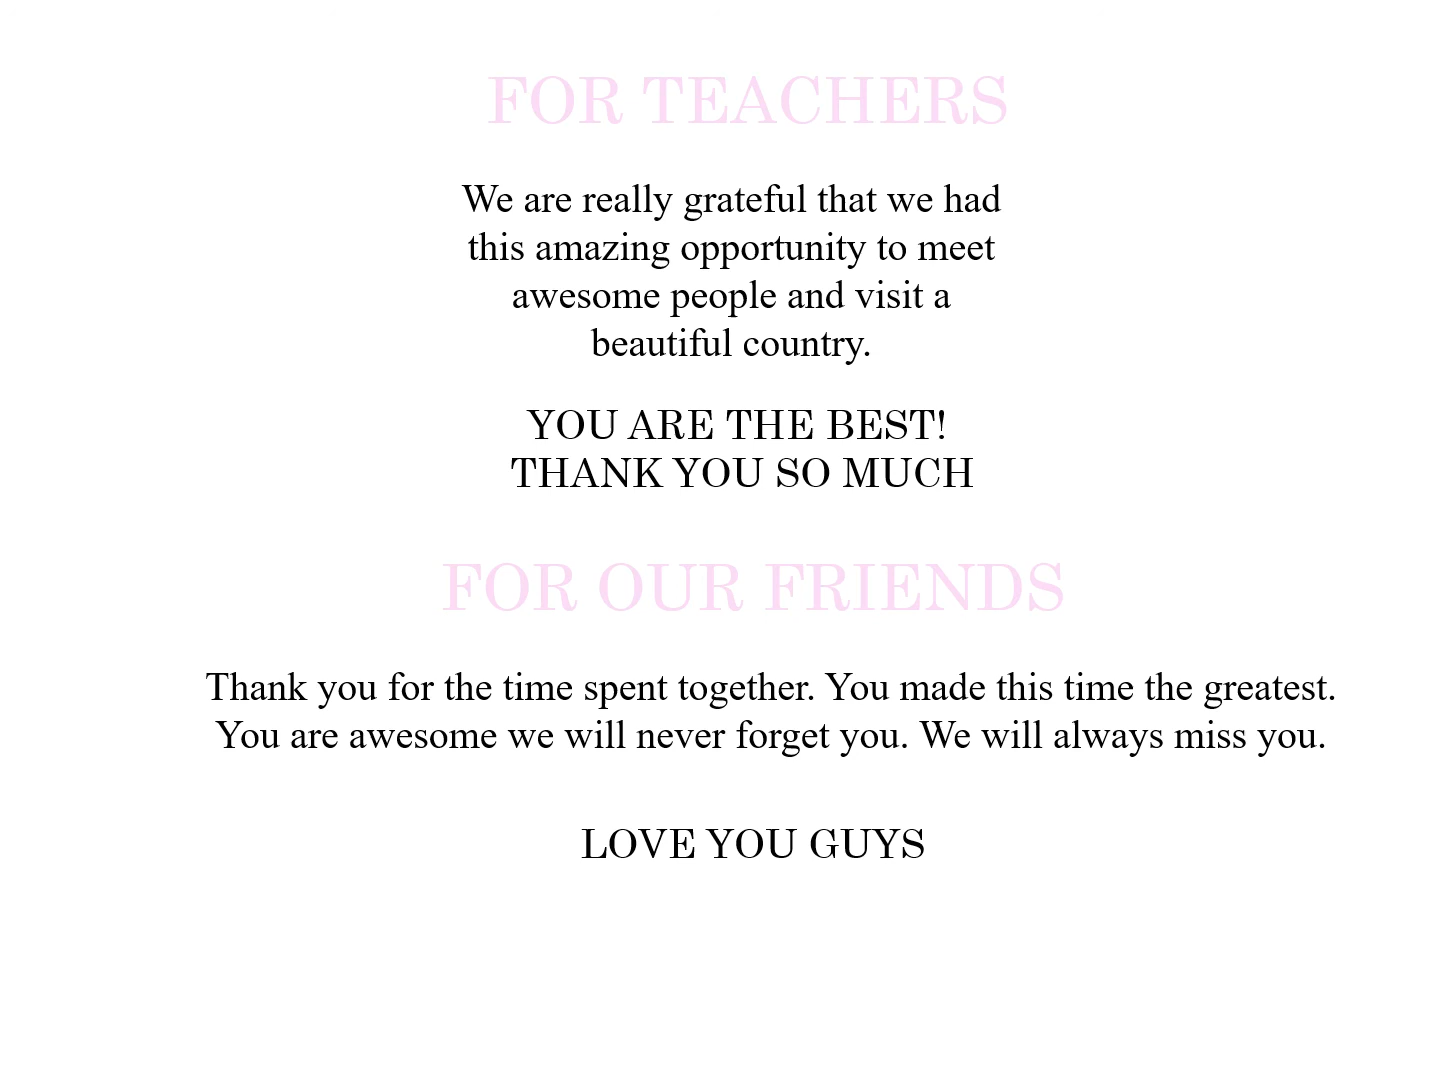 FOR TEACHERS
We are really grateful that we had
this amazing opportunity to meet
awesome people and visit a
beautiful country.
YOU ARE THE BEST!
THANK YOU SO MUCH
FOR OUR FRIENDS
Thank you for the time spent together. You made this time the greatest.
You are awesome we will never forget you. We will always miss you.
LOVE YOU GUYS